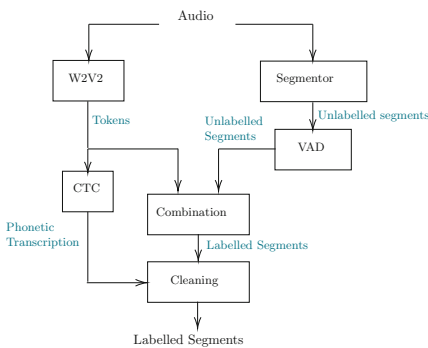 Audio
W2V2
Segmentor
Tokens
Unlabelled segments
Unlabelled
Segments
VAD
CTC
Combination
Phonetic
Transcription
Labelled Segments
Cleaning
Labelled Segments